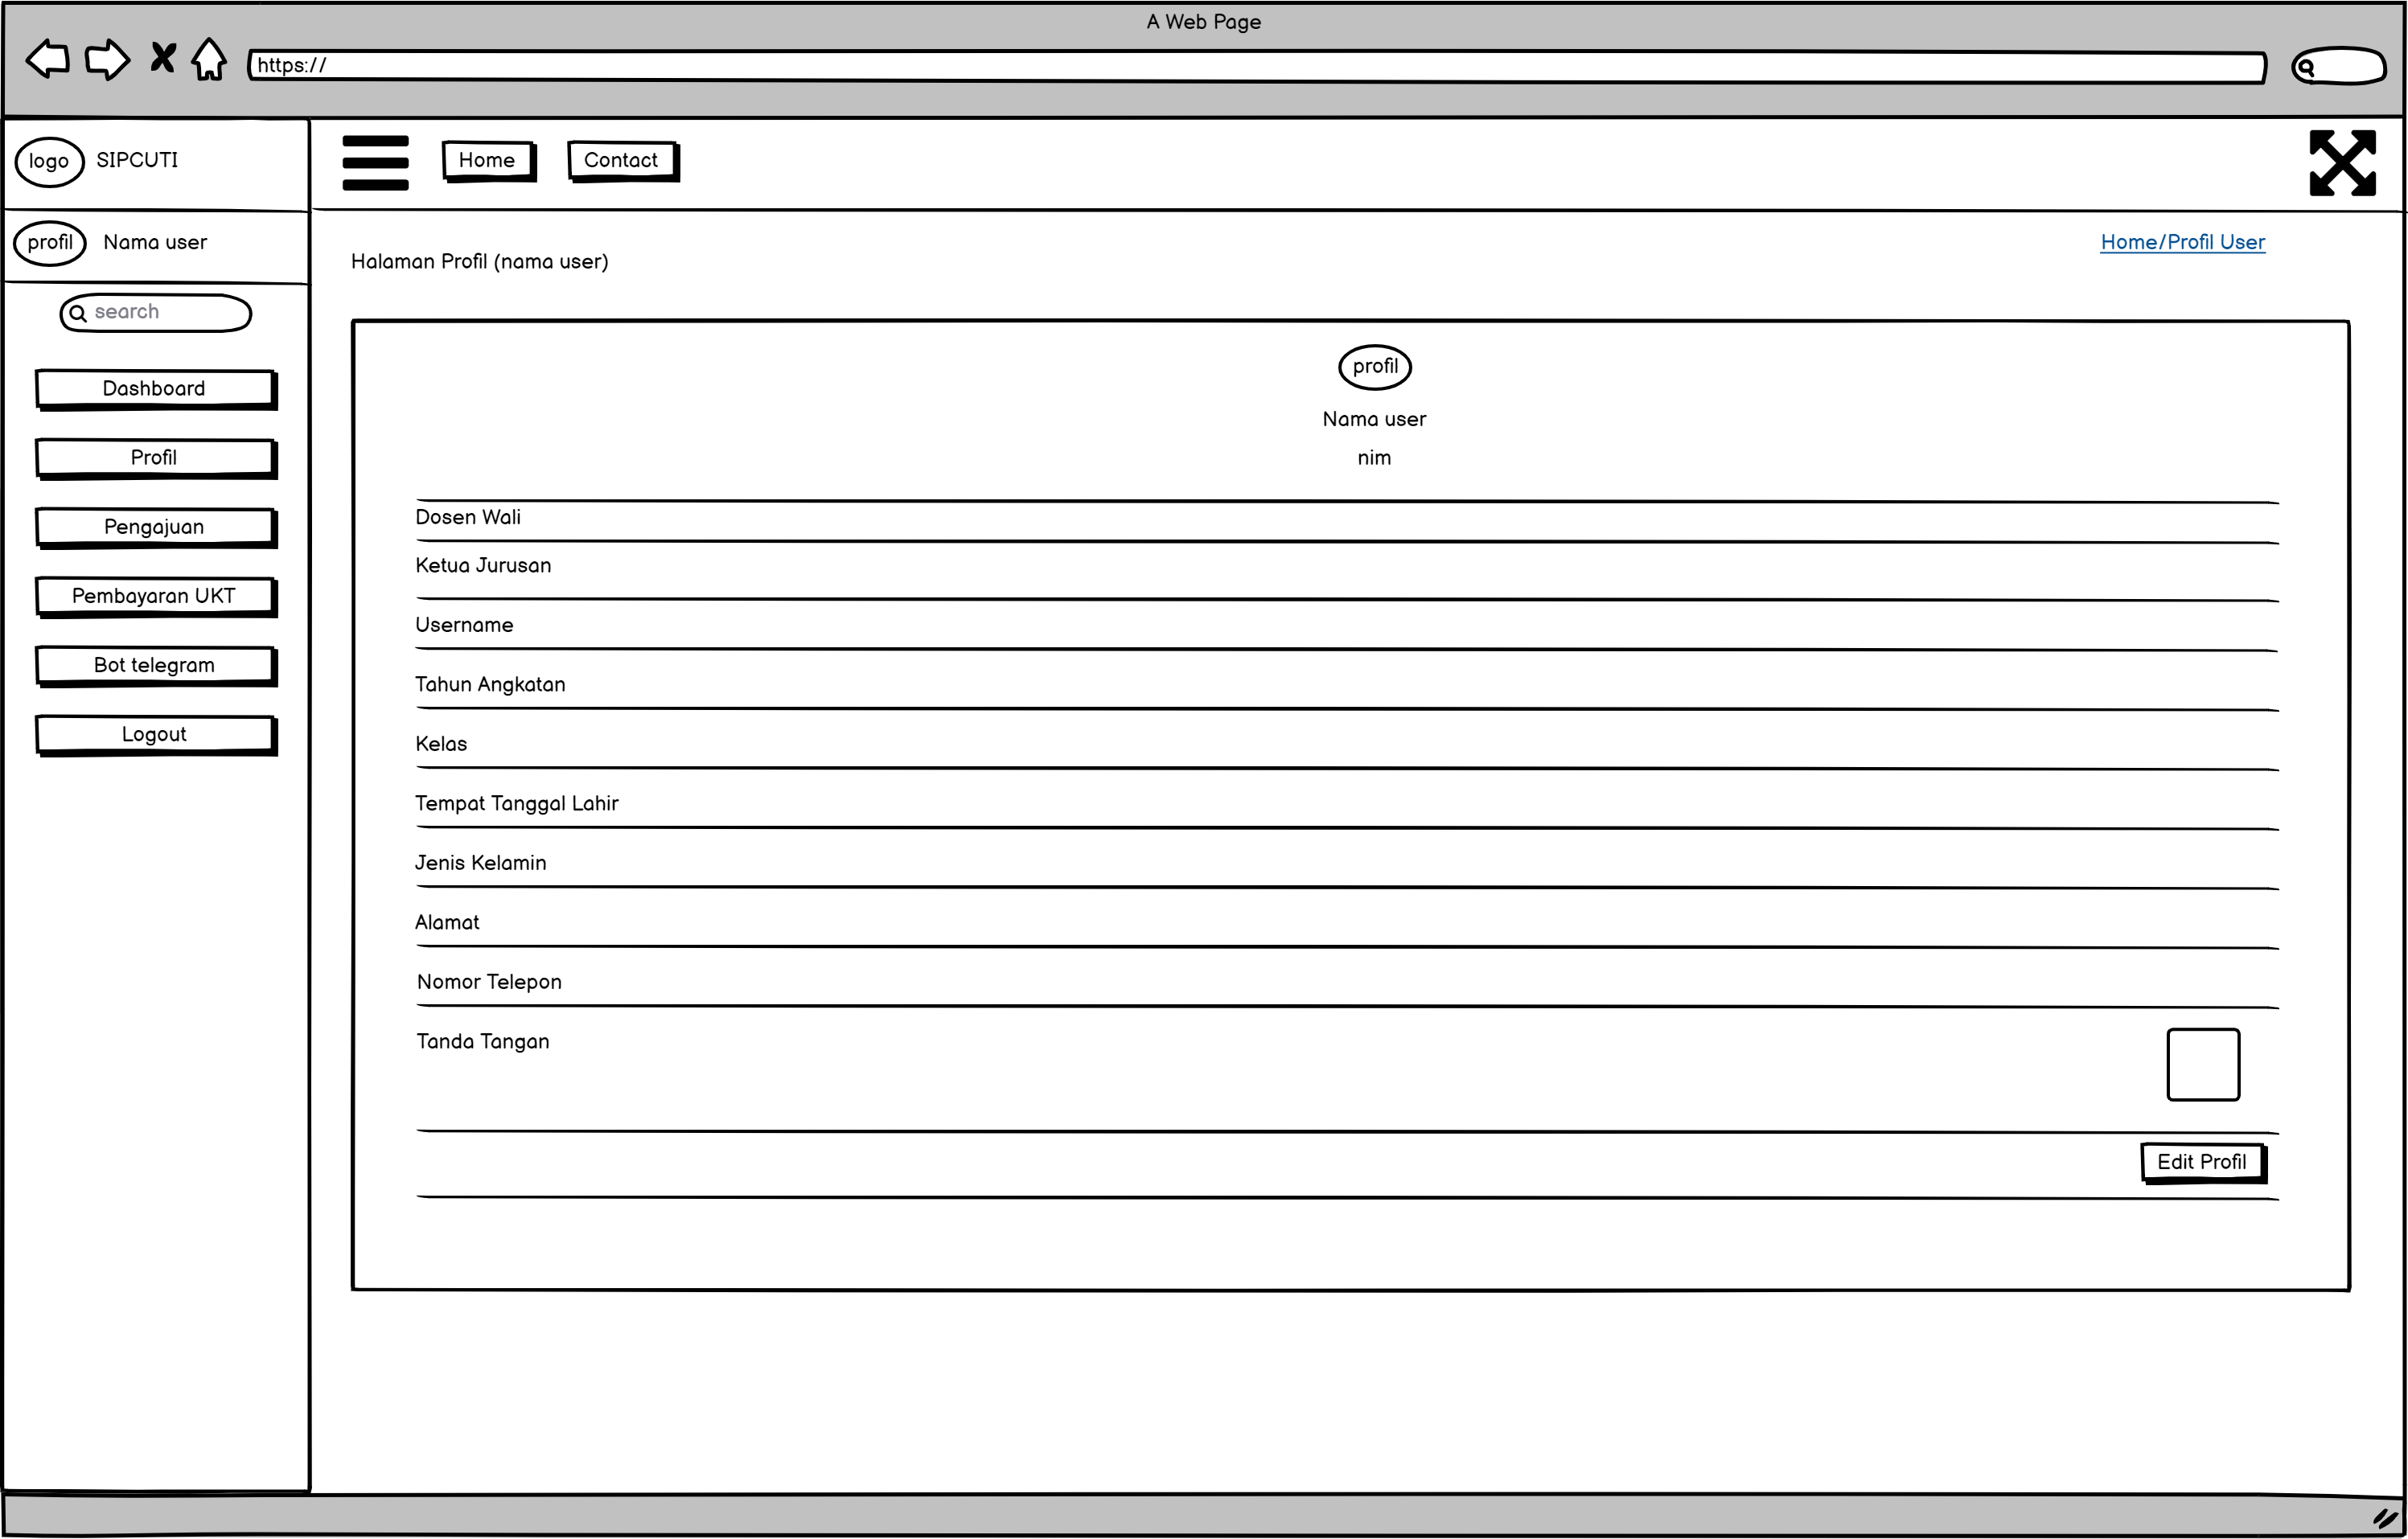 A Web Page
https://
logo SIPCUTI
Home Contact
profil Nama user
Home/Profil User
Halaman Profil (nama user)
search
Dashboard
Profil
Pengajuan
Pembayaran UKT
Bot telegram
Logout
profil
Nama user
nim
Dosen Wali
Ketua Jurusan
Username
Tahun Angkatan
Kelas
Tempat Tanggal Lahir
Jenis Kelamin
Alamat
Nomor Telepon
Tanda Tangan
Edit Profil